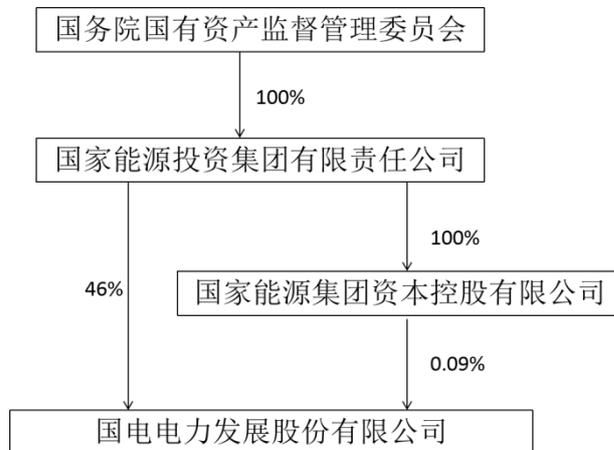 国务院国有资产监督管理委员会
100%
国家能源投资集团有限责任公司
100%
46%
国家能源集团资本控股有限公司
0.09%
国电电力发展股份有限公司